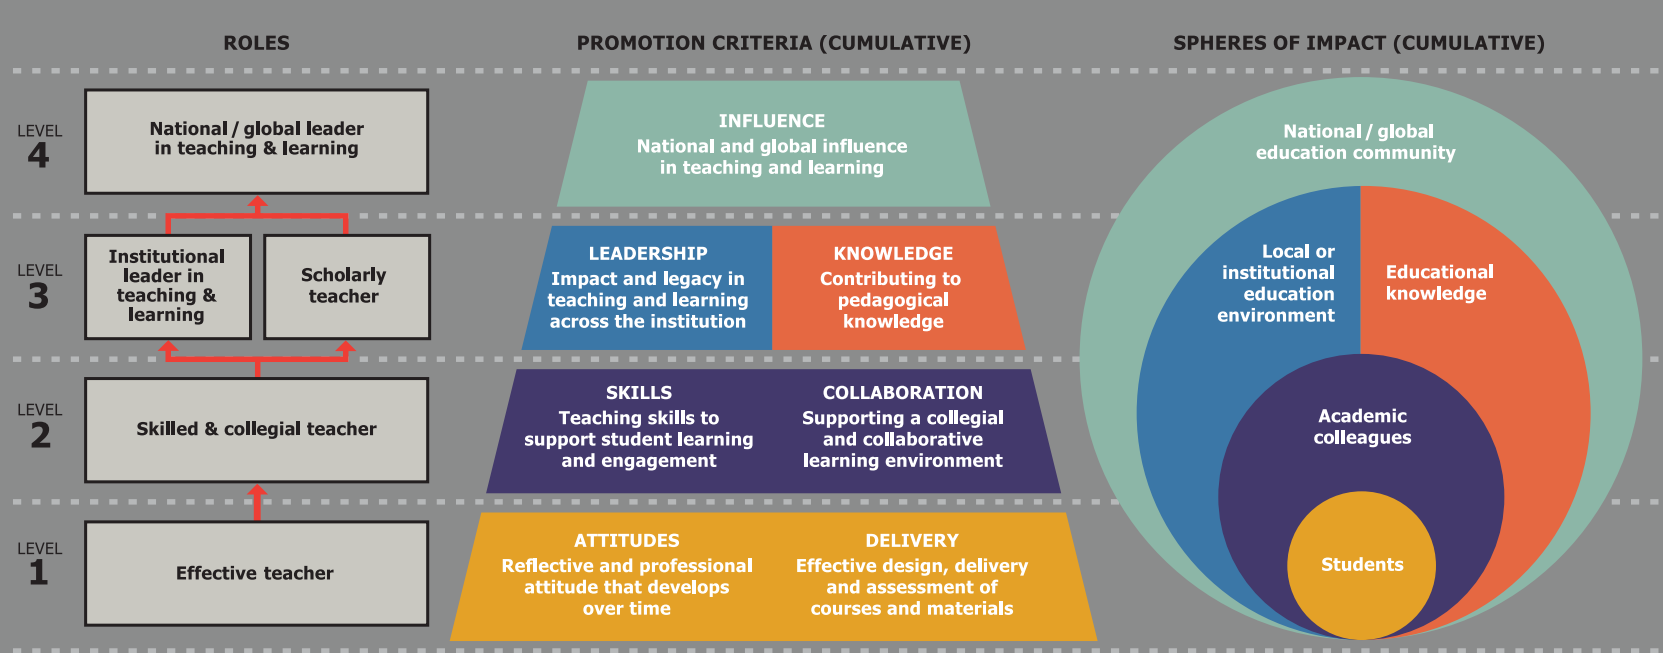 ROLES
PROMOTION CRITERIA (CUMULATIVE)
SPHERES OF IMPACT (CUMULATIVE)
LEVEL
4
National / global leader
in teaching & learning
INFLUENCE
National and global influence
in teaching and learning
National / global
education community
LEVEL
3
Institutional
leader in
teaching &
learning
Scholarly
teacher
LEADERSHIP
Impact and legacy in
teaching and learning
across the institution
KNOWLEDGE
Contributing to
pedagogical
knowledge
Local or
institutional
education
environment
Educational
knowledge
LEVEL
2
Skilled & collegial teacher
SKILLS
Teaching skills to
support student learning
and engagement
COLLABORATION
Supporting a collegial
and collaborative
learning environment
Academic
colleagues
LEVEL
1
Effective teacher
ATTITUDES
Reflective and professional
attitude that develops
over time
DELIVERY
Effective design, delivery
and assessment of
courses and materials
Students